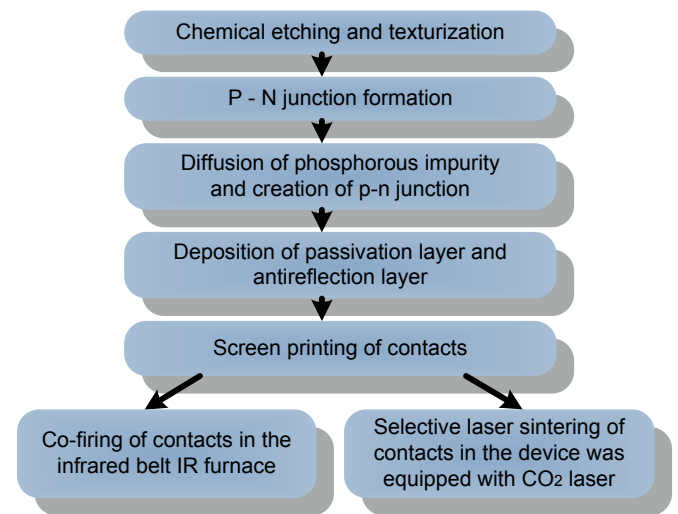 Chemical etching and texturization
P - N junction formation
Diffusion of phosphorous impurity
and creation of p-n junction
Deposition of passivation layer and
antireflection layer
Screen printing of contacts
Co-firing of contacts in the
infrared belt IR furnace
Selective laser sintering of
contacts in the device was
equipped with CO2 laser